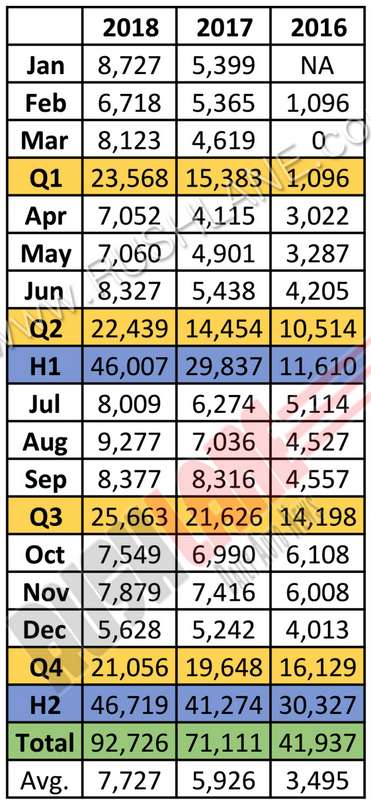 2018 2017 2016
Jan 8,727 5,399 NA
Feb 6,718 5,365 1,096
Mar 8,123 4,619 0
Q1 23,568 15,383 1,096
Apr 7,052 4,115 3,022
May 7,060 4,901 3,287
Jun 8,327 5,438 4,205
Q2 22,439 14,454 10,514
H1 46,007 29,837 11,610
Jul 8,009 6,274 5,114
Aug 9,277 7,036 4,527
Sep 8,377 8,316 4,557
Q3 25,663 21,626 14,198
Oct 7,549 6,990 6,108
Nov 7,879 7,416 6,008
Dec 5,628 5,242 4,013
Q4 21,056 19,648 16,129
H2 46,719 41,274 30,327
Total 92,726 71,111 41,937
Avg. 7,727 5,926 3,495
WWW.RUSHLANE.co
RUSHLANE